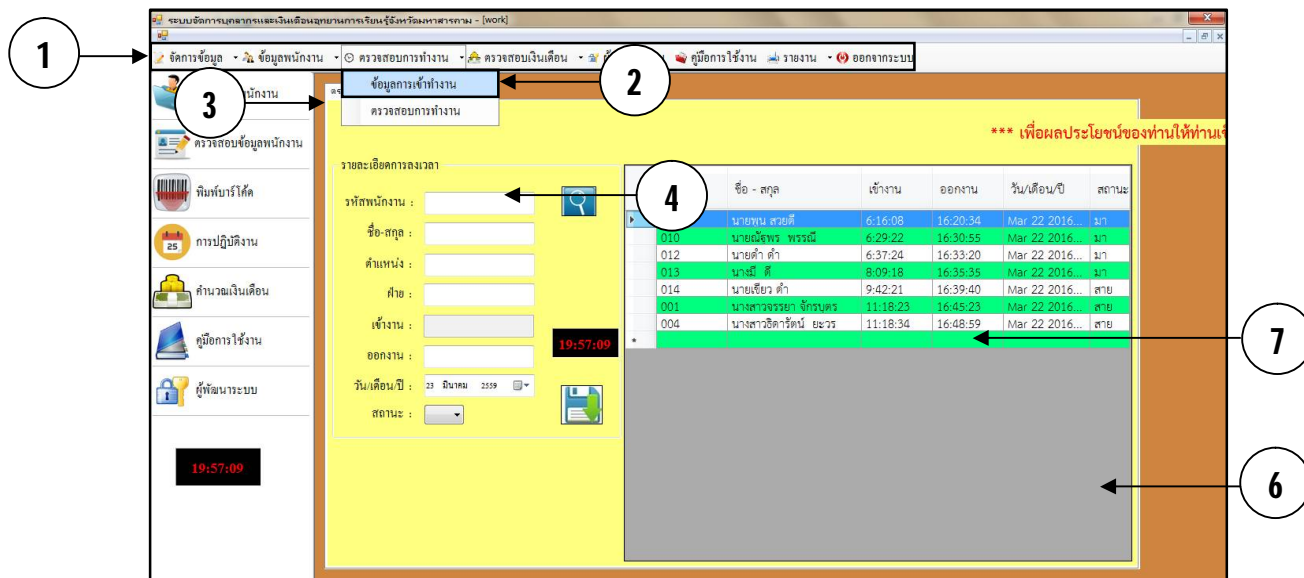 ระบบจัดการบุคลากรและเงินเดือนอุทยานการเรียนรู้จังหวัดมหาสารคาม - [work]
1
จัดการข้อมูล ข้อมูลพนักงาน ตรวจสอบการทำงาน ตรวจสอบเงินเดือน คู่มือการใช้งาน รายงาน ออกจากระบบ
ข้อมูลการเข้าทำงาน
2
ตรวจสอบการทำงาน
3
*** เพื่อผลประโยชน์ของท่านให้ท่านเ
ตรวจสอบข้อมูลพนักงาน
พิมพ์บาร์โค้ด
การปฏิบัติงาน
25
คำนวณเงินเดือน
คู่มือการใช้งาน
ผู้พัฒนาระบบ
19:57:09
รายละเอียดการลงเวลา
รหัสพนักงาน :
4
ชื่อ-สกุล :
ตำแหน่ง :
ฝ่าย :
เข้างาน :
ออกงาน :
19:57:09
วัน/เดือน/ปี : 23 มีนาคม 2559
สถานะ :
ชื่อ - สกุล เข้างาน ออกงาน วัน/เดือน/ปี สถานะ
นายพน สวยดี 6:16:08 16:20:34 Mar 22 2016... มา
010 นายณัฐพร พรรณี 6:29:22 16:30:55 Mar 22 2016... มา
012 นายดำ ดำ 6:37:24 16:33:20 Mar 22 2016... มา
013 นางมี ดี 8:09:18 16:35:35 Mar 22 2016... มา
014 นายเขียว ดำ 9:42:21 16:39:40 Mar 22 2016... สาย
001 นางสาวจรรยา จักรบุตร 11:18:23 16:45:23 Mar 22 2016... สาย
004 นางสาวธิดารัตน์ ยะวร 11:18:34 16:48:59 Mar 22 2016... สาย
7
6